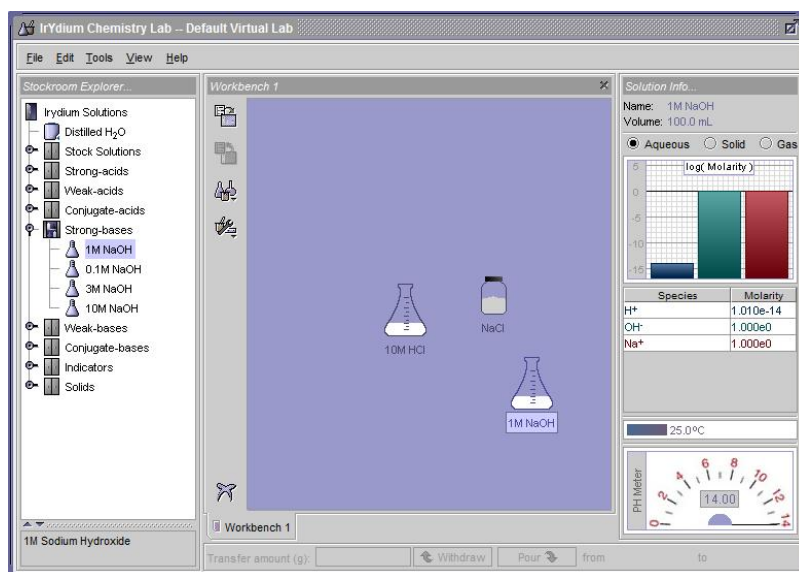 IrYdium Chemistry Lab -- Default Virtual Lab
File Edit Tools View Help
Stockroom Explorer...
Irydium Solutions
Distilled H₂O
Stock Solutions
Strong-acids
Weak-acids
Conjugate-acids
Strong-bases
1M NaOH
0.1M NaOH
3M NaOH
10M NaOH
Weak-bases
Conjugate-bases
Indicators
Solids
1M Sodium Hydroxide
Workbench 1
10M HCl
NaCl
1M NaOH
Workbench 1
Transfer amount (g): Withdraw Pour from to
Solution Info...
Name: 1M NaOH
Volume: 100.0 mL
Aqueous Solid Gas
log( Molarity )
5
0
-5
-10
-15
Species Molarity
H⁺ 1.010e-14
OH⁻ 1.000e0
Na⁺ 1.000e0
25.0ºC
PH Meter
0 2 4 6 8 10 12 14
14.00